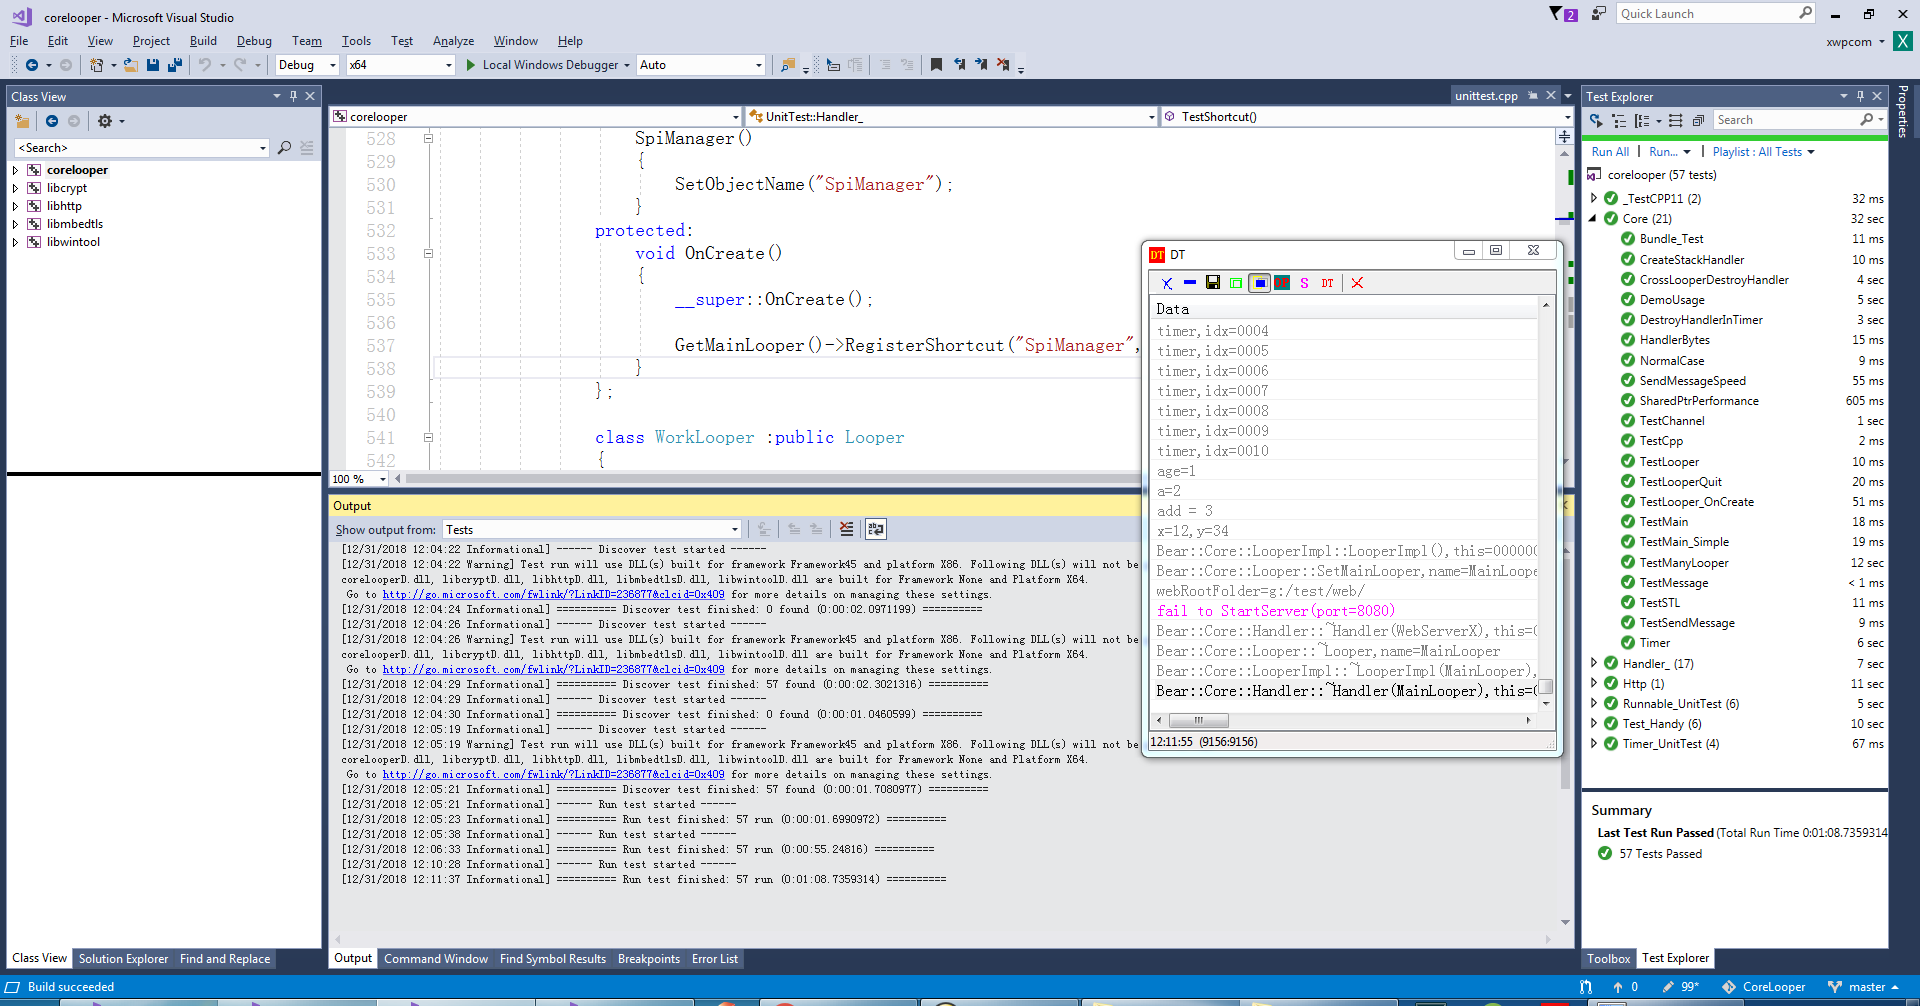 corelooper - Microsoft Visual Studio
2
Quick Launch
File Edit View Project Build Debug Team Tools Test Analyze Window Help
xwpcom
X
Debug x64 Local Windows Debugger Auto
Class View
<Search>
corelooper
libcrypt
libhttp
libmbedtls
libwintool
unittest.cpp
corelooper
UnitTest::Handler_
TestShortcut()
528 SpiManager()
529 {
530 SetObjectName("SpiManager");
531 }
532 protected:
533 void OnCreate()
534 {
535 __super::OnCreate();
536
537 GetMainLooper()->RegisterShortcut("SpiManager",
538 }
539 };
540
541 class WorkLooper :public Looper
542 {
100 %
Output
Show output from: Tests
[12/31/2018 12:04:22 Informational] ------ Discover test started ------
[12/31/2018 12:04:22 Warning] Test run will use DLL(s) built for framework Framework45 and platform X86. Following DLL(s) will not be
corelooperD.dll, libcryptD.dll, libhttpD.dll, libmbedtlsD.dll, libwintoolD.dll are built for Framework None and Platform X64.
Go to http://go.microsoft.com/fwlink/?LinkID=236877&clcid=0x409 for more details on managing these settings.
[12/31/2018 12:04:24 Informational] ========== Discover test finished: 0 found (0:00:02.0971199) ==========
[12/31/2018 12:04:26 Informational] ------ Discover test started ------
[12/31/2018 12:04:26 Warning] Test run will use DLL(s) built for framework Framework45 and platform X86. Following DLL(s) will not be
corelooperD.dll, libcryptD.dll, libhttpD.dll, libmbedtlsD.dll, libwintoolD.dll are built for Framework None and Platform X64.
Go to http://go.microsoft.com/fwlink/?LinkID=236877&clcid=0x409 for more details on managing these settings.
[12/31/2018 12:04:29 Informational] ========== Discover test finished: 57 found (0:00:02.3021316) ==========
[12/31/2018 12:04:29 Informational] ------ Discover test started ------
[12/31/2018 12:04:30 Informational] ========== Discover test finished: 0 found (0:00:01.0460599) ==========
[12/31/2018 12:05:19 Informational] ------ Discover test started ------
[12/31/2018 12:05:19 Warning] Test run will use DLL(s) built for framework Framework45 and platform X86. Following DLL(s) will not be
corelooperD.dll, libcryptD.dll, libhttpD.dll, libmbedtlsD.dll, libwintoolD.dll are built for Framework None and Platform X64.
Go to http://go.microsoft.com/fwlink/?LinkID=236877&clcid=0x409 for more details on managing these settings.
[12/31/2018 12:05:21 Informational] ========== Discover test finished: 57 found (0:00:01.7080977) ==========
[12/31/2018 12:05:21 Informational] ------ Run test started ------
[12/31/2018 12:05:23 Informational] ========== Run test finished: 57 run (0:00:01.6990972) ==========
[12/31/2018 12:05:38 Informational] ------ Run test started ------
[12/31/2018 12:06:33 Informational] ========== Run test finished: 57 run (0:00:55.24816) ==========
[12/31/2018 12:10:28 Informational] ------ Run test started ------
[12/31/2018 12:11:37 Informational] ========== Run test finished: 57 run (0:01:08.7359314) ==========
DT DT
S DT
Data
timer,idx=0004
timer,idx=0005
timer,idx=0006
timer,idx=0007
timer,idx=0008
timer,idx=0009
timer,idx=0010
age=1
a=2
add = 3
x=12,y=34
Bear::Core::LooperImpl::LooperImpl(),this=000000
Bear::Core::Looper::SetMainLooper,name=MainLoope
webRootFolder=g:/test/web/
fail to StartServer(port=8080)
Bear::Core::Handler::~Handler(WebServerX),this=0
Bear::Core::Looper::~Looper,name=MainLooper
Bear::Core::LooperImpl::~LooperImpl(MainLooper),
Bear::Core::Handler::~Handler(MainLooper),this=0
12:11:55 (9156:9156)
Test Explorer
Search
Run All Run... Playlist : All Tests
corelooper (57 tests)
_TestCPP11 (2) 32 ms
Core (21) 32 sec
Bundle_Test 11 ms
CreateStackHandler 10 ms
CrossLooperDestroyHandler 4 sec
DemoUsage 5 sec
DestroyHandlerInTimer 3 sec
HandlerBytes 15 ms
NormalCase 9 ms
SendMessageSpeed 55 ms
SharedPtrPerformance 605 ms
TestChannel 1 sec
TestCpp 2 ms
TestLooper 10 ms
TestLooperQuit 20 ms
TestLooper_OnCreate 51 ms
TestMain 18 ms
TestMain_Simple 19 ms
TestManyLooper 12 sec
TestMessage < 1 ms
TestSTL 11 ms
TestSendMessage 9 ms
Timer 6 sec
Handler_ (17) 7 sec
Http (1) 11 sec
Runnable_UnitTest (6) 5 sec
Test_Handy (6) 10 sec
Timer_UnitTest (4) 67 ms
Summary
Last Test Run Passed (Total Run Time 0:01:08.7359314
57 Tests Passed
Properties
Class View Solution Explorer Find and Replace
Output Command Window Find Symbol Results Breakpoints Error List
Toolbox Test Explorer
Build succeeded
0 99* CoreLooper master